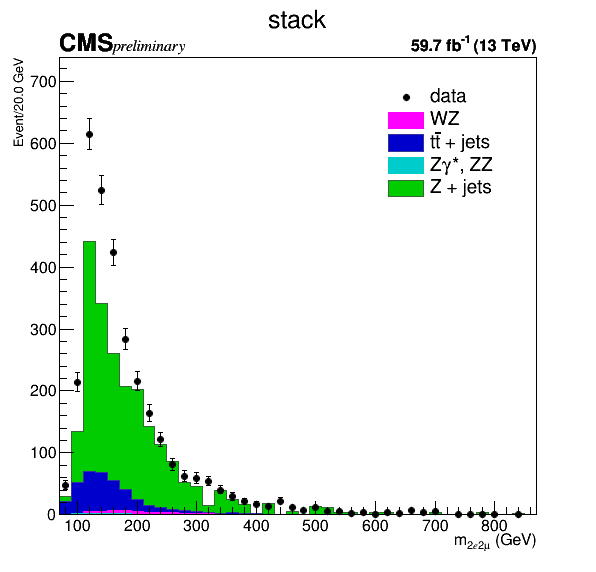 stack
CMS preliminary 59.7 fb⁻¹ (13 TeV)
Event/20.0 GeV
700
600
500
400
300
200
100
0
data
WZ
tt̄ + jets
Zγ*, ZZ
Z + jets
100 200 300 400 500 600 700 800
m₂ₑ₂μ (GeV)